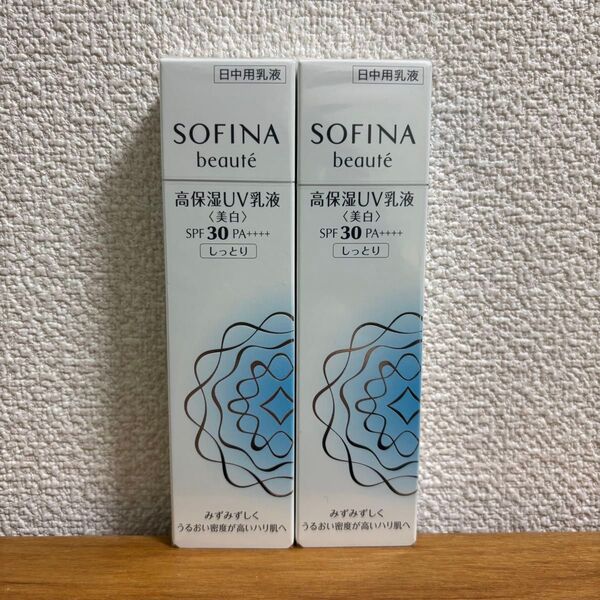 日中用乳液
SOFINA
beauté
高保湿UV乳液
〈美白〉
SPF 30 PA++++
しっとり
みずみずしく
うるおい密度が高いハリ肌へ
日中用乳液
SOFINA
beauté
高保湿UV乳液
〈美白〉
SPF 30 PA++++
しっとり
みずみずしく
うるおい密度が高いハリ肌へ